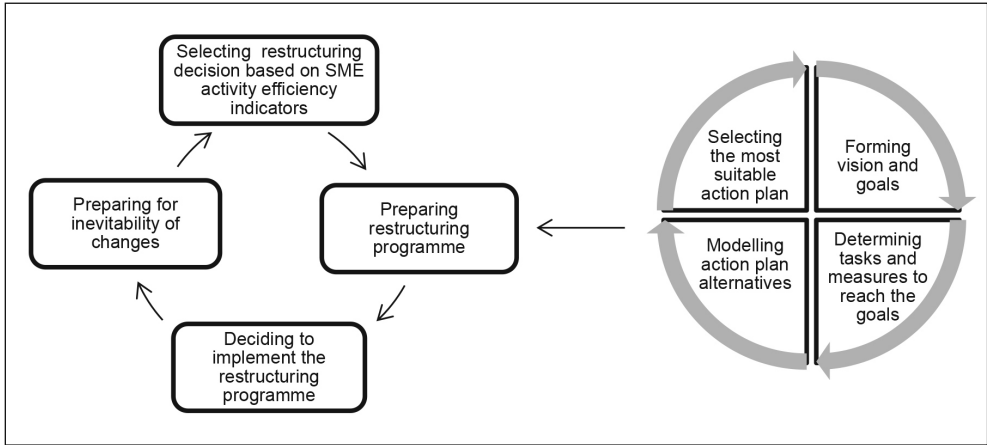 Selecting restructuring
decision based on SME
activity efficiency
indicators
Preparing for
inevitability of
changes
Preparing
restructuring
programme
Deciding to
implement the
restructuring
programme
Selecting
the most
suitable
action plan
Forming
vision and
goals
Modelling
action plan
alternatives
Determinig
tasks and
measures to
reach the
goals